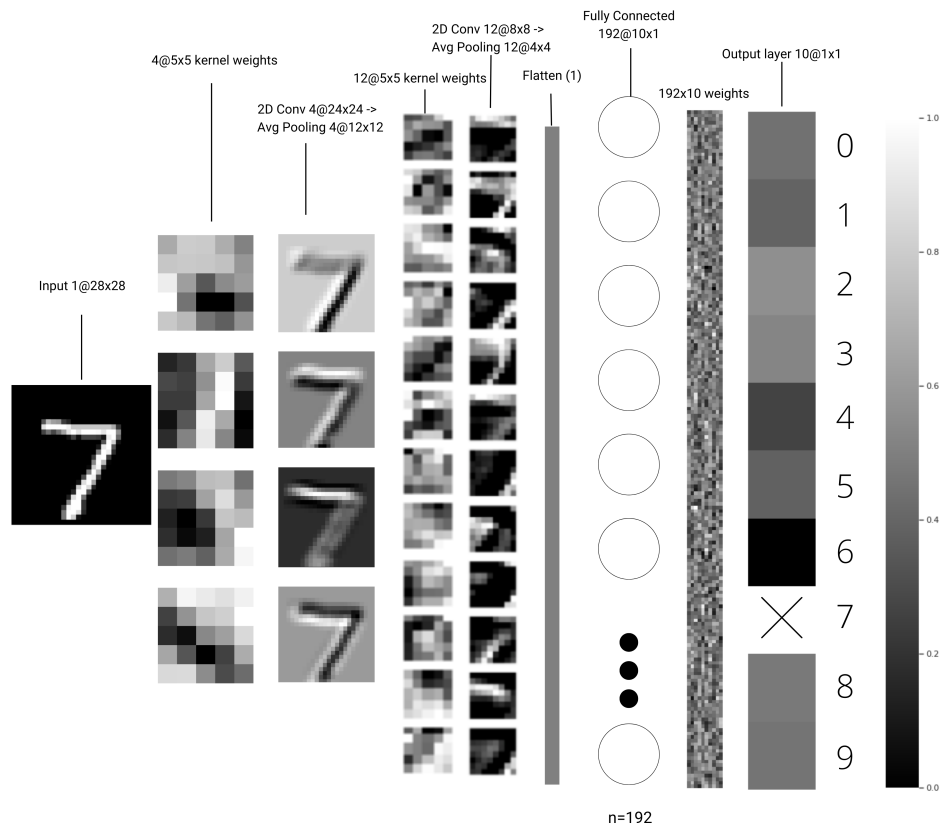 Fully Connected
192@10x1
2D Conv 12@8x8 ->
Avg Pooling 12@4x4
4@5x5 kernel weights
Output layer 10@1x1
12@5x5 kernel weights
Flatten (1)
192x10 weights
2D Conv 4@24x24 ->
Avg Pooling 4@12x12
Input 1@28x28
7
0
1
2
3
4
5
6
7
8
9
1.0
0.8
0.6
0.4
0.2
0.0
n=192